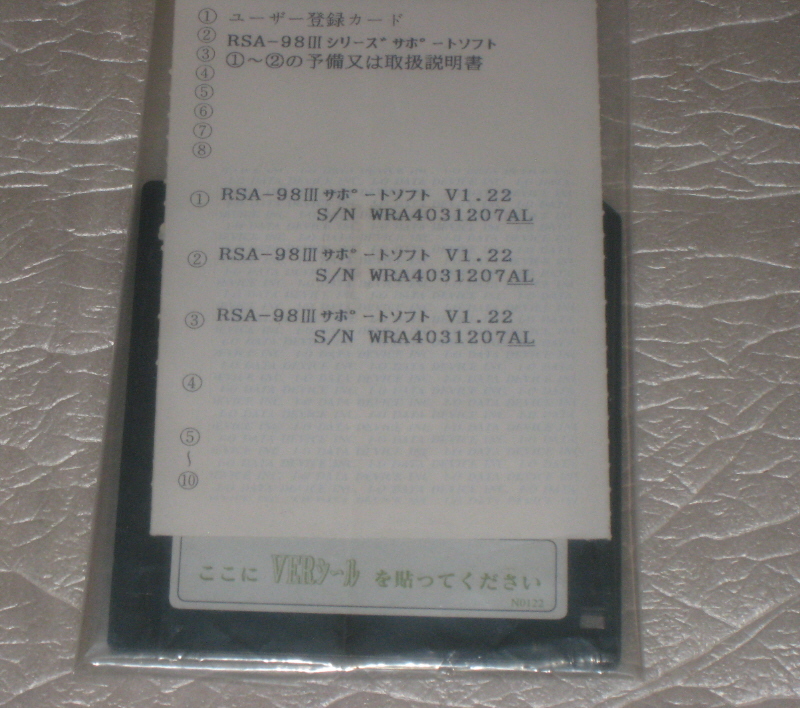 ① ユーザー登録カード
② RSA-98Ⅲシリーズサポートソフト
③ ①～②の予備又は取扱説明書
④
⑤
⑥
⑦
⑧
① RSA-98Ⅲサポートソフト V1.22
S/N WRA4031207AL
② RSA-98Ⅲサポートソフト V1.22
S/N WRA4031207AL
③ RSA-98Ⅲサポートソフト V1.22
S/N WRA4031207AL
④
⑤
～
⑩
ここに VERシール を貼ってください
N0122